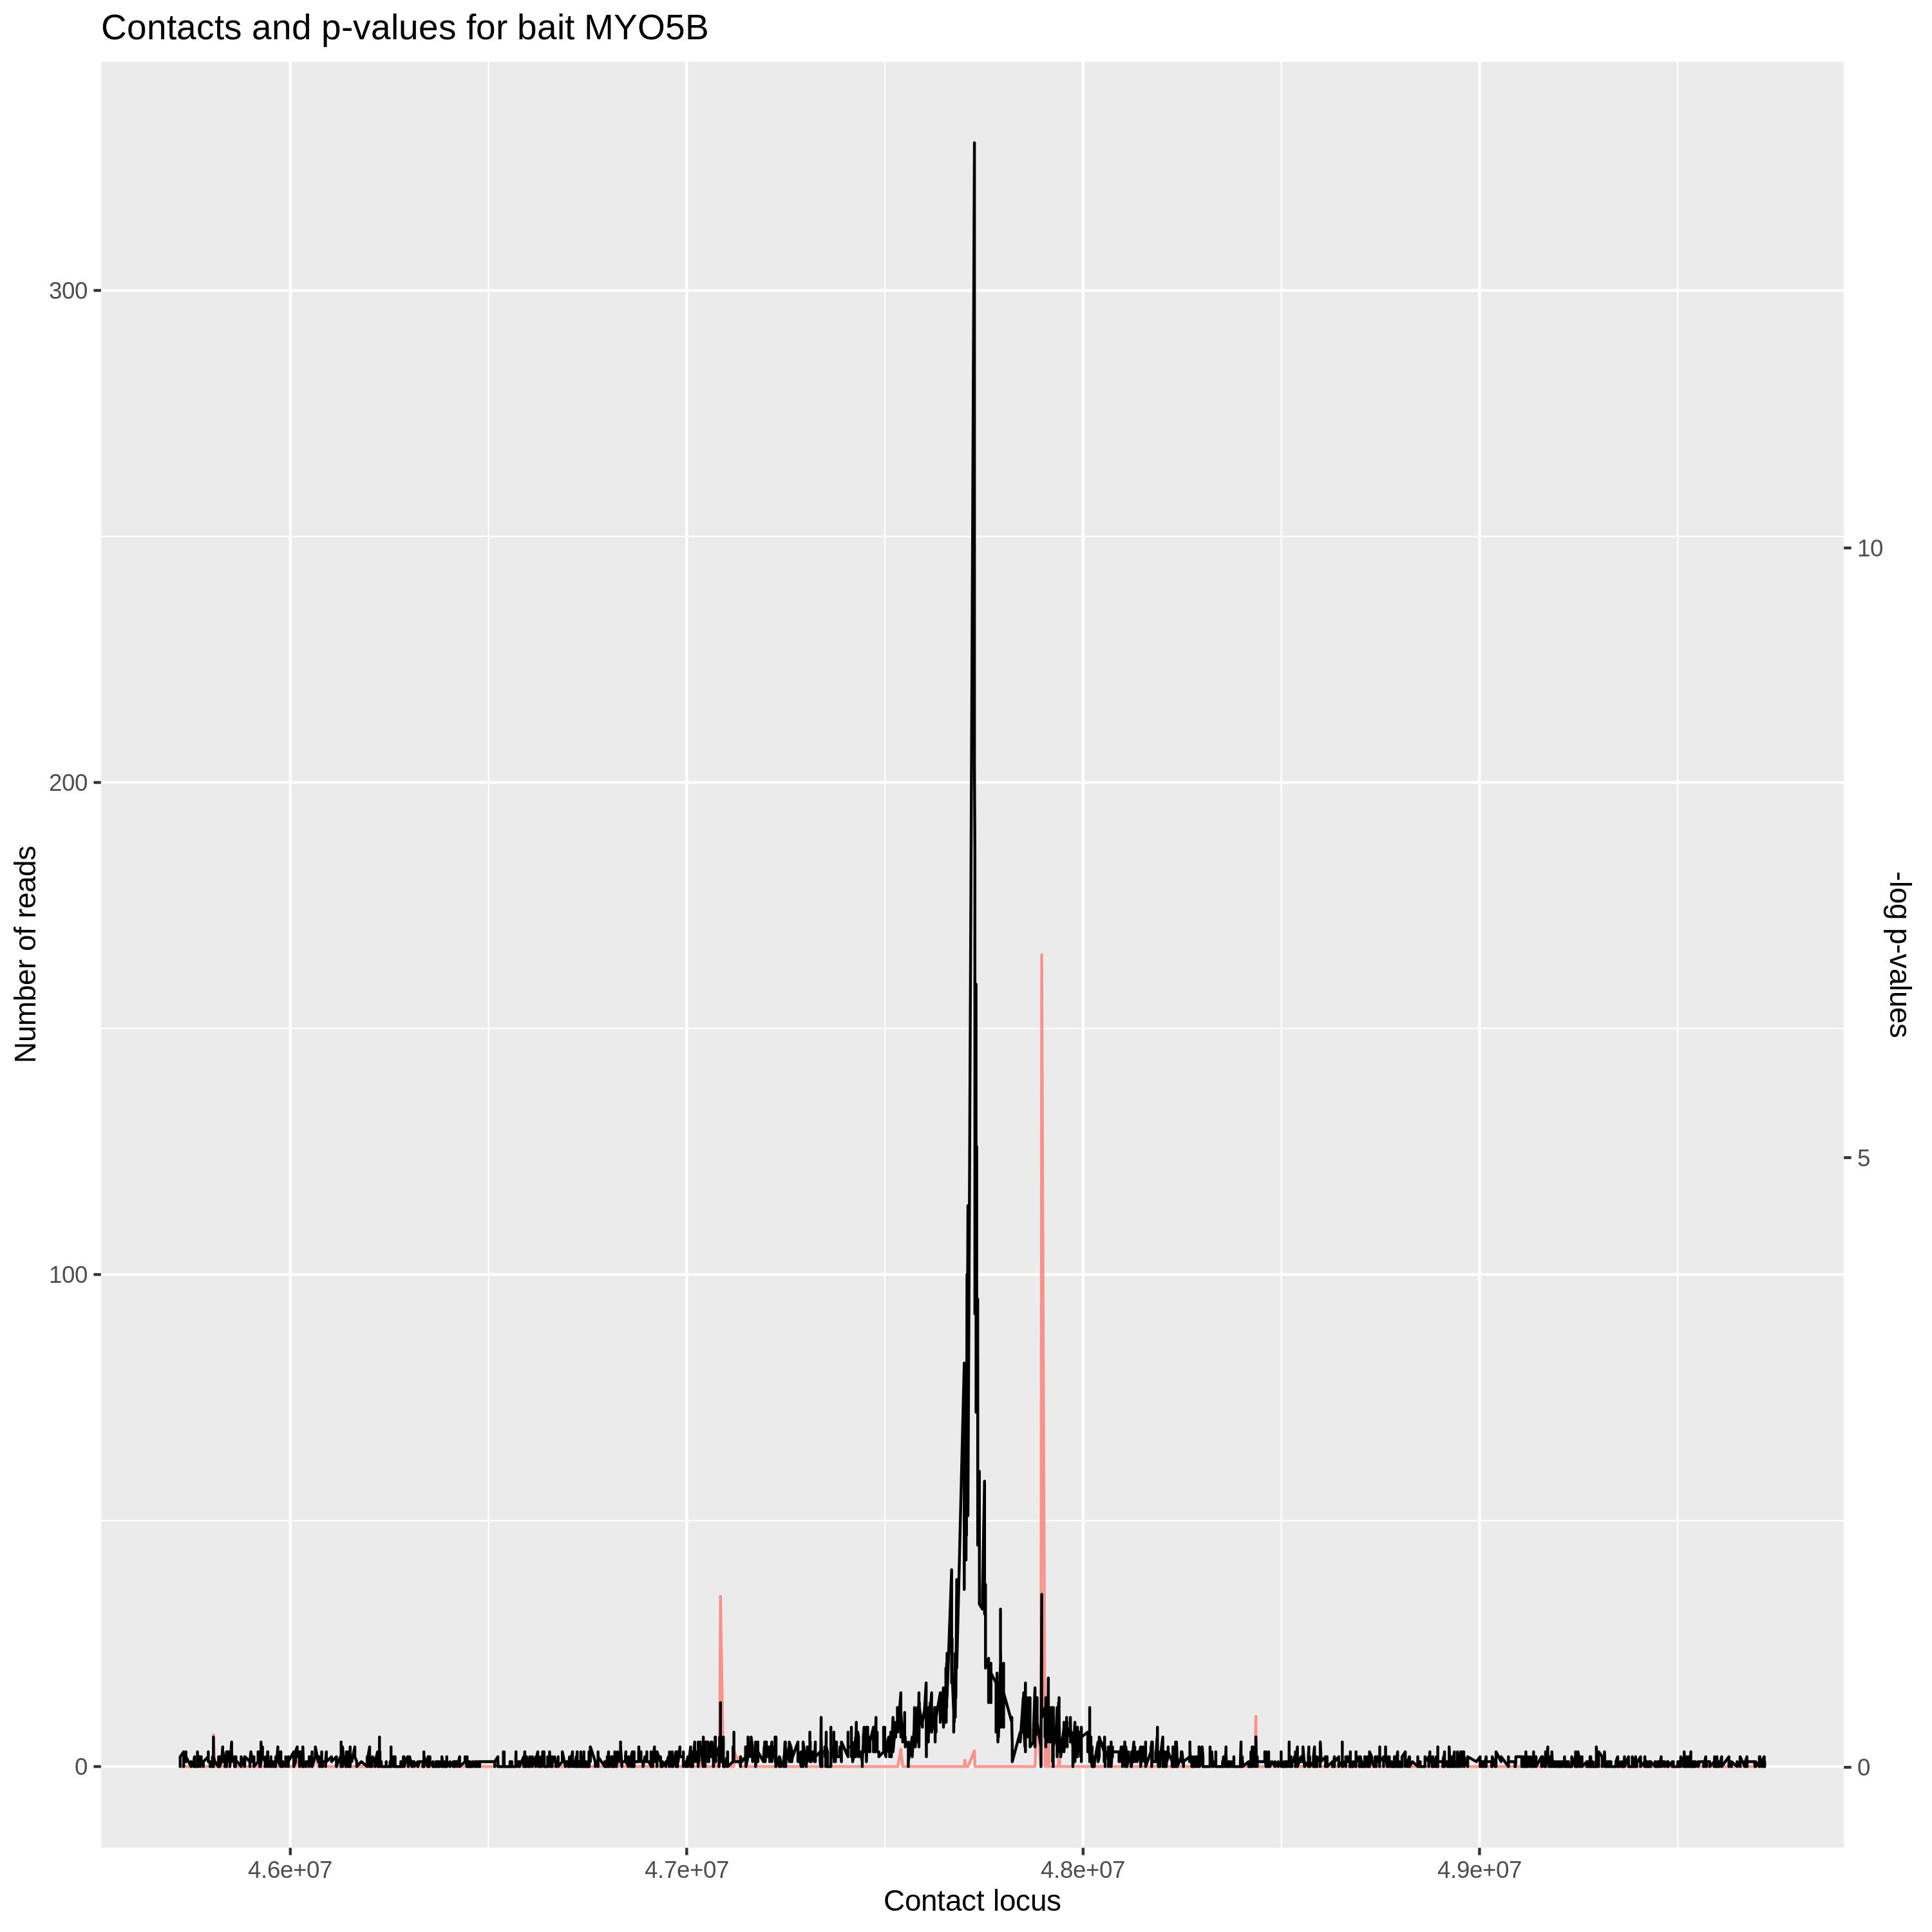 Contacts and p-values for bait MYO5B
300
200
100
0
Number of reads
10
5
0
-log p-values
4.6e+07
4.7e+07
4.8e+07
4.9e+07
Contact locus